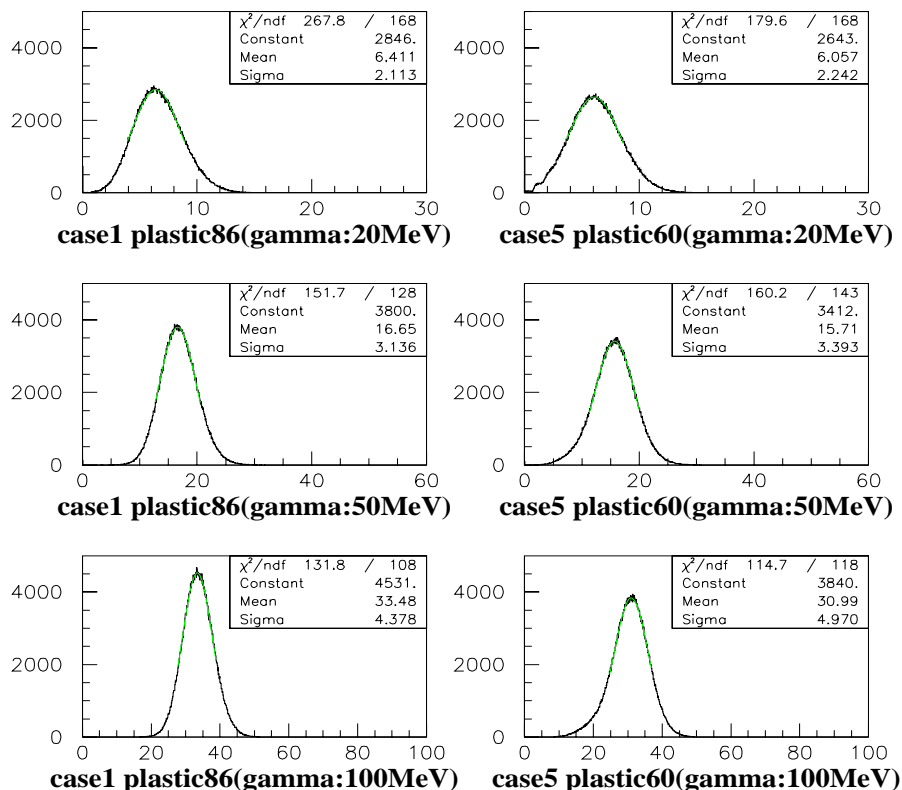 χ²/ndf 267.8 / 168
Constant 2846.
Mean 6.411
Sigma 2.113
4000
2000
0
0 10 20 30
case1 plastic86(gamma:20MeV)
χ²/ndf 179.6 / 168
Constant 2643.
Mean 6.057
Sigma 2.242
4000
2000
0
0 10 20 30
case5 plastic60(gamma:20MeV)
χ²/ndf 151.7 / 128
Constant 3800.
Mean 16.65
Sigma 3.136
4000
2000
0
0 20 40 60
case1 plastic86(gamma:50MeV)
χ²/ndf 160.2 / 143
Constant 3412.
Mean 15.71
Sigma 3.393
4000
2000
0
0 20 40 60
case5 plastic60(gamma:50MeV)
χ²/ndf 131.8 / 108
Constant 4531.
Mean 33.48
Sigma 4.378
4000
2000
0
0 20 40 60 80 100
case1 plastic86(gamma:100MeV)
χ²/ndf 114.7 / 118
Constant 3840.
Mean 30.99
Sigma 4.970
4000
2000
0
0 20 40 60 80 100
case5 plastic60(gamma:100MeV)